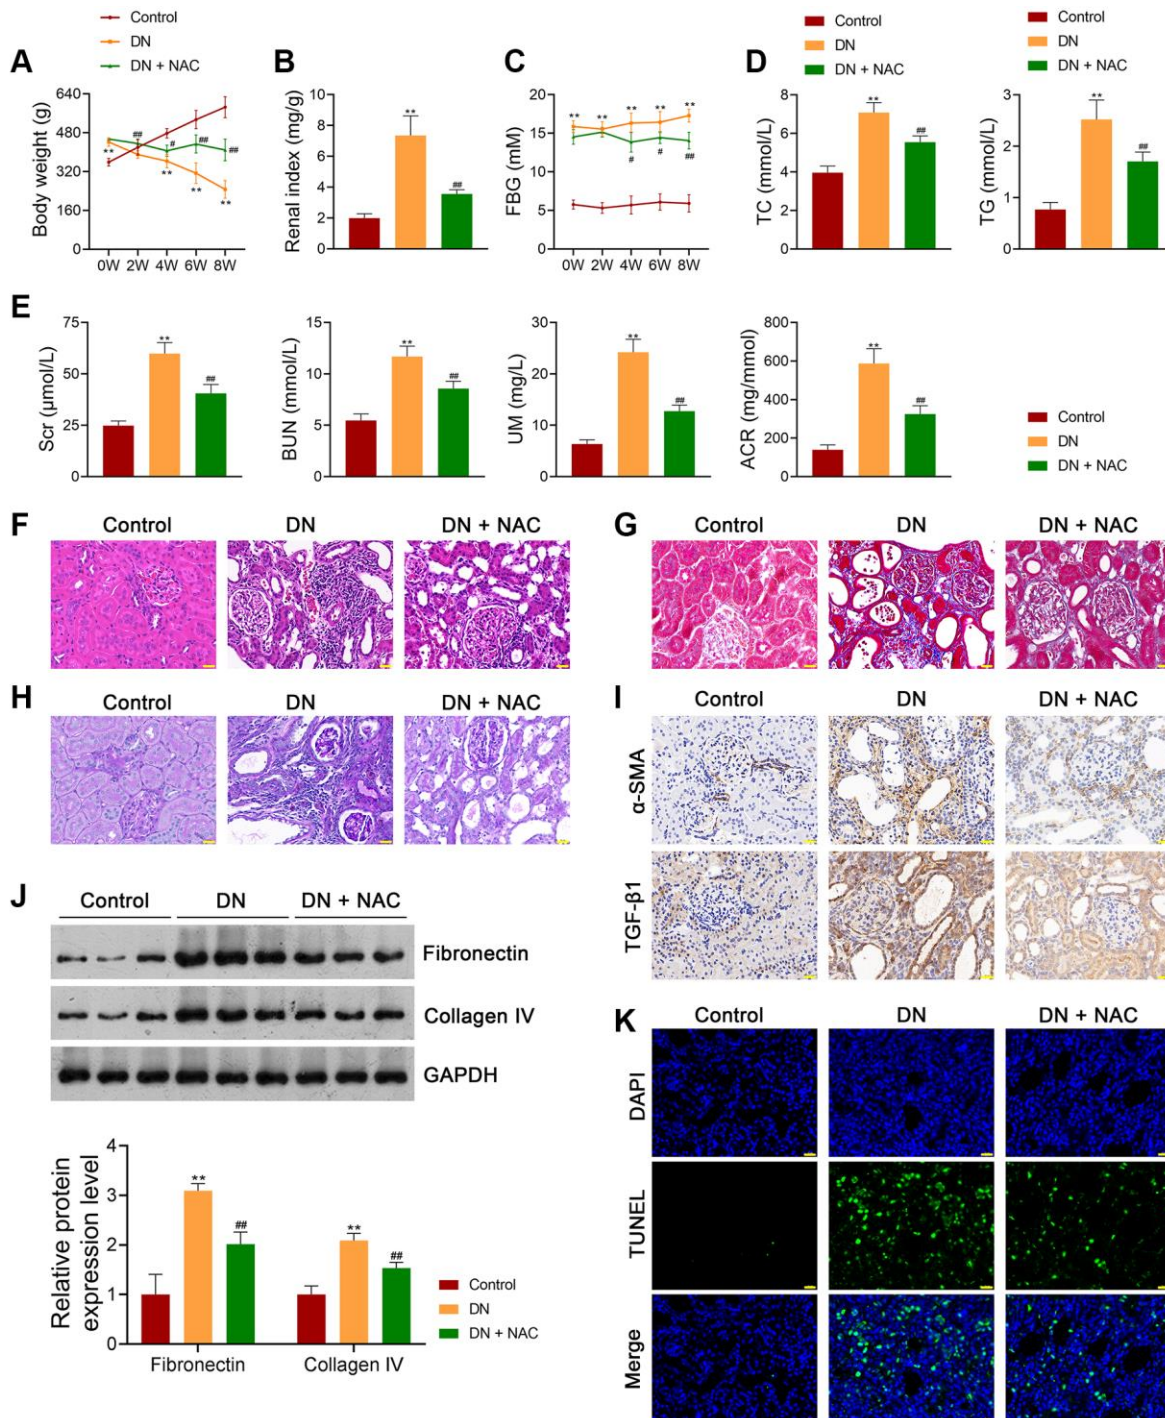 Control
DN
DN + NAC
A
Body weight (g)
640
480
320
160
0
**
##
#
**
##
**
##
**
0W 2W 4W 6W 8W
B
Renal index (mg/g)
10
8
6
4
2
0
**
##
C
FBG (mM)
20
15
10
5
0
** ** ** ** **
# # ##
0W 2W 4W 6W 8W
D
Control
DN
DN + NAC
TC (mmol/L)
10
8
6
4
2
0
**
##
Control
DN
DN + NAC
TG (mmol/L)
3
2
1
0
**
##
E
Scr (μmol/L)
75
50
25
0
**
##
BUN (mmol/L)
15
10
5
0
**
##
UM (mg/L)
30
20
10
0
**
##
ACR (mg/mmol)
800
600
400
200
0
**
##
Control
DN
DN + NAC
F
Control DN DN + NAC
G
Control DN DN + NAC
H
Control DN DN + NAC
I
Control DN DN + NAC
α-SMA
TGF-β1
J
Control DN DN + NAC
Fibronectin
Collagen IV
GAPDH
Relative protein
expression level
4
3
2
1
0
**
##
**
##
Fibronectin Collagen IV
Control
DN
DN + NAC
K
Control DN DN + NAC
DAPI
TUNEL
Merge